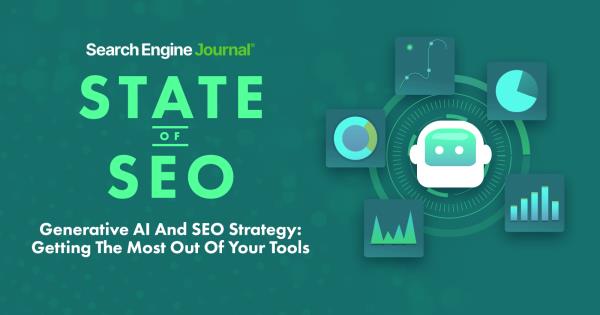 Search Engine Journal
STATE
OF
SEO
Generative AI And SEO Strategy:
Getting The Most Out Of Your Tools